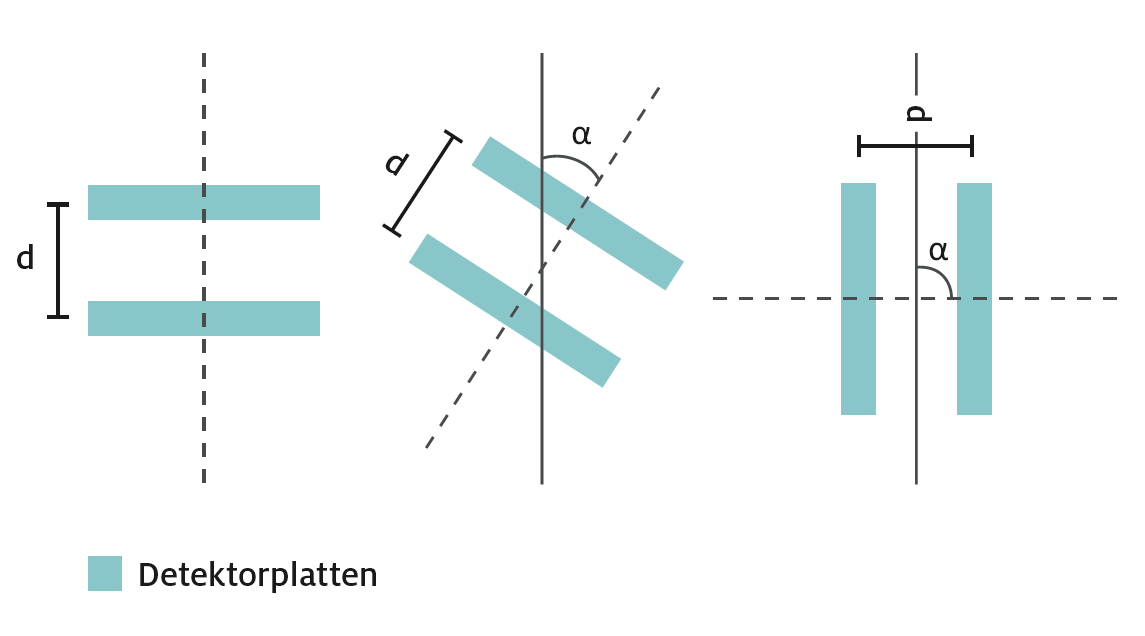 d
d
α
d
α
Detektorplatten